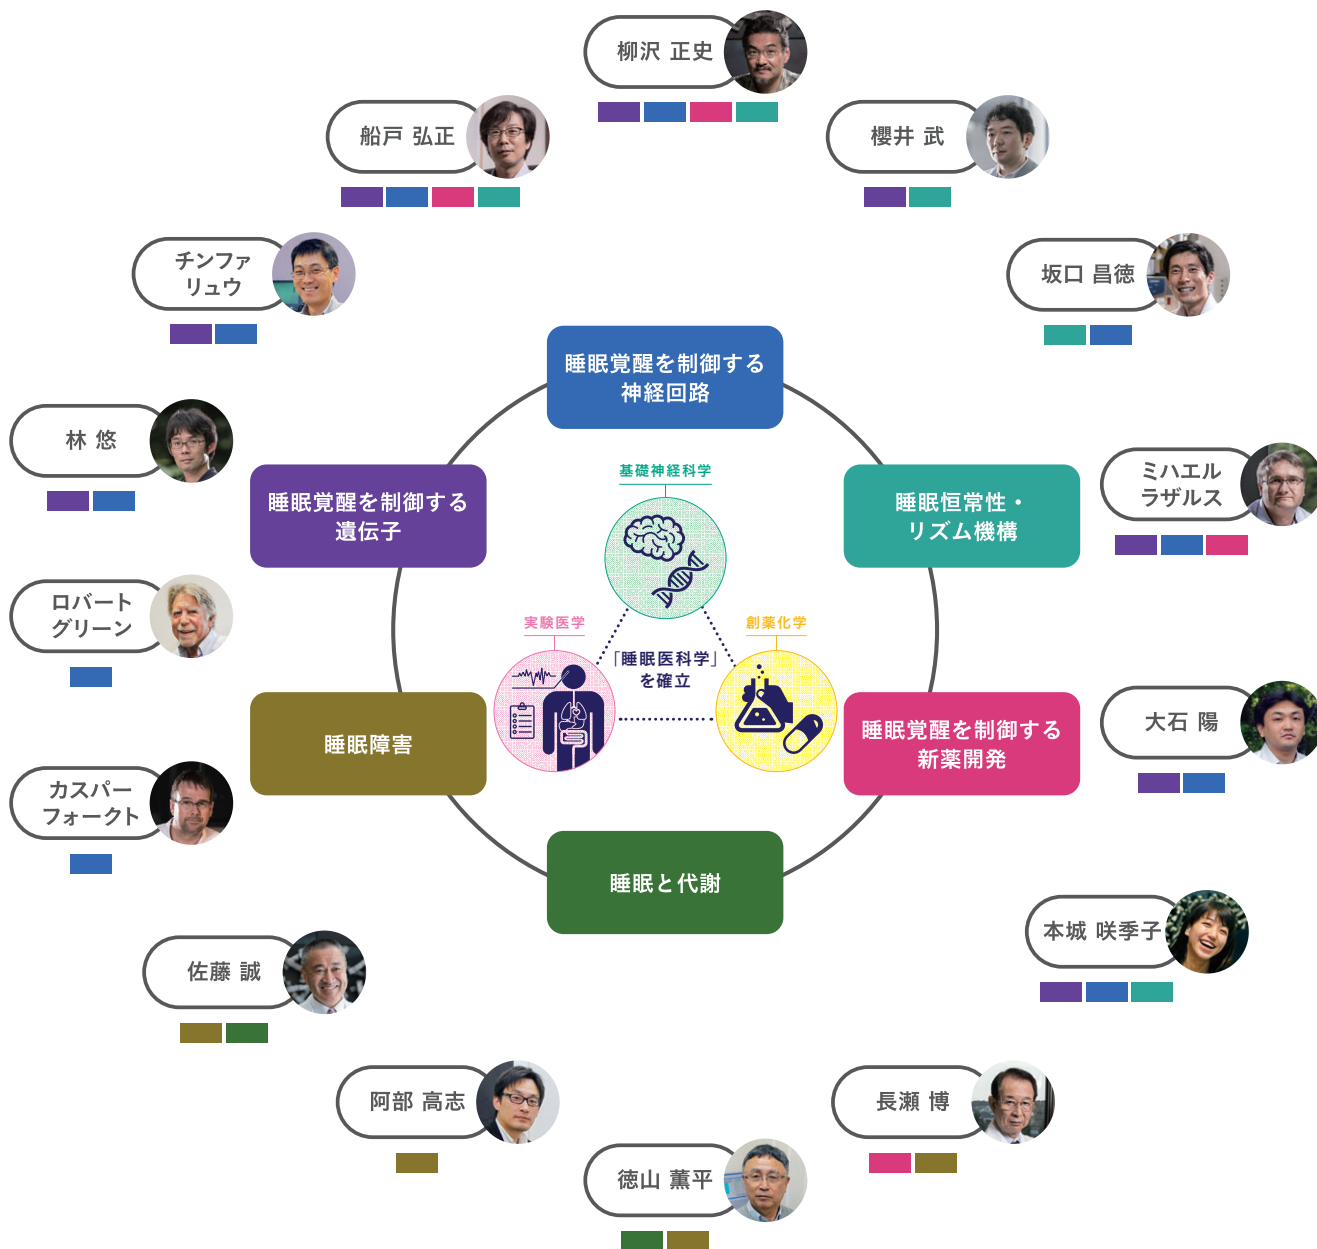 柳沢 正史
船戸 弘正
櫻井 武
チンファ
リュウ
坂口 昌徳
睡眠覚醒を制御する
神経回路
林 悠
睡眠覚醒を制御する
遺伝子
基礎神経科学
睡眠恒常性・
リズム機構
ミハエル
ラザルス
ロバート
グリーン
実験医学
創薬化学
「睡眠医科学」
を確立
睡眠障害
睡眠覚醒を制御する
新薬開発
大石 陽
カスパー
フォークト
睡眠と代謝
本城 咲季子
佐藤 誠
阿部 高志
長瀬 博
徳山 薫平